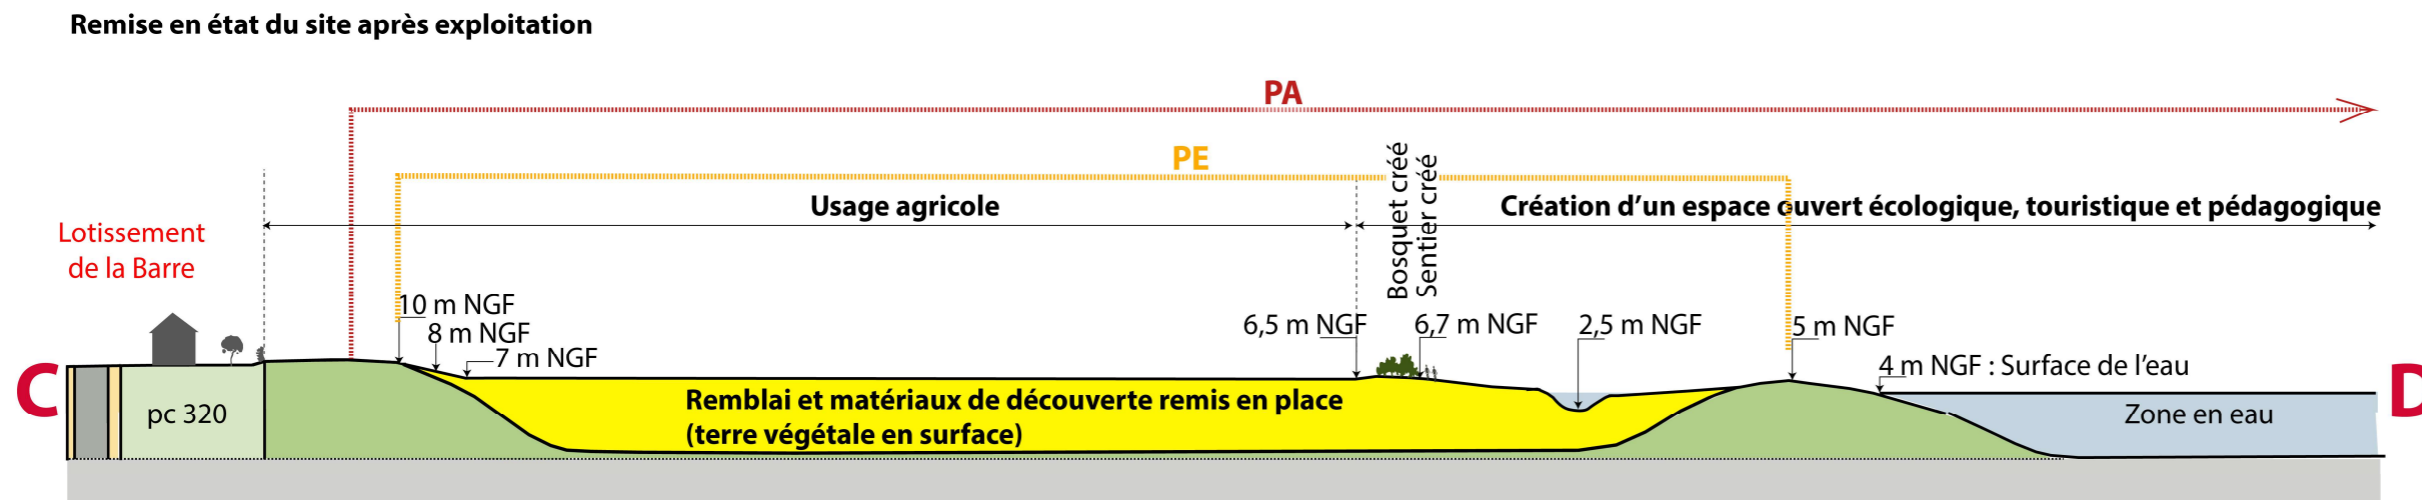 Remise en état du site après exploitation
PA
PE
Bosquet créé
Sentier créé
Usage agricole
Création d’un espace ouvert écologique, touristique et pédagogique
Lotissement
de la Barre
10 m NGF
8 m NGF
7 m NGF
6,5 m NGF
6,7 m NGF
2,5 m NGF
5 m NGF
4 m NGF : Surface de l’eau
C
D
pc 320
Remblai et matériaux de découverte remis en place
(terre végétale en surface)
Zone en eau